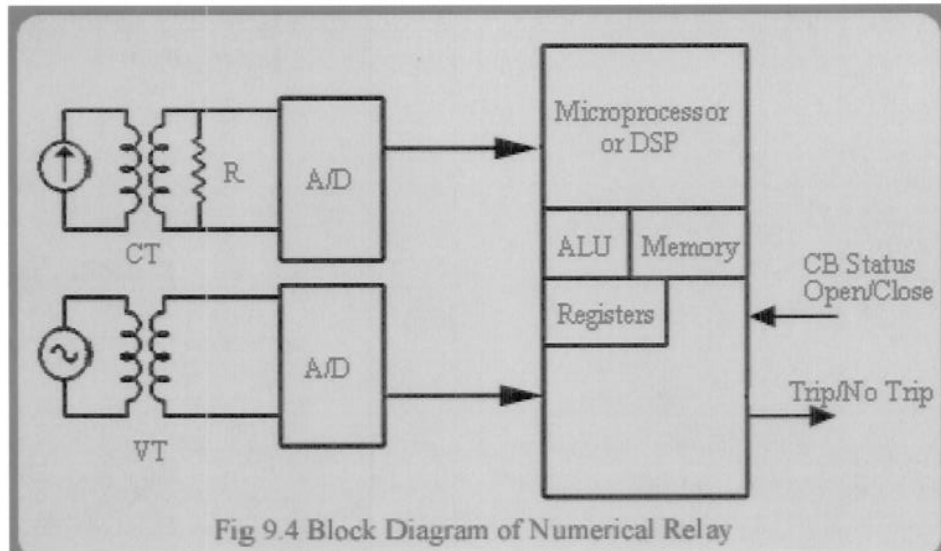 Microprocessor
or DSP
A/D
R
CT
ALU
Memory
CB Status
Open/Close
Registers
A/D
Trip/No Trip
VT
Fig 9.4 Block Diagram of Numerical Relay